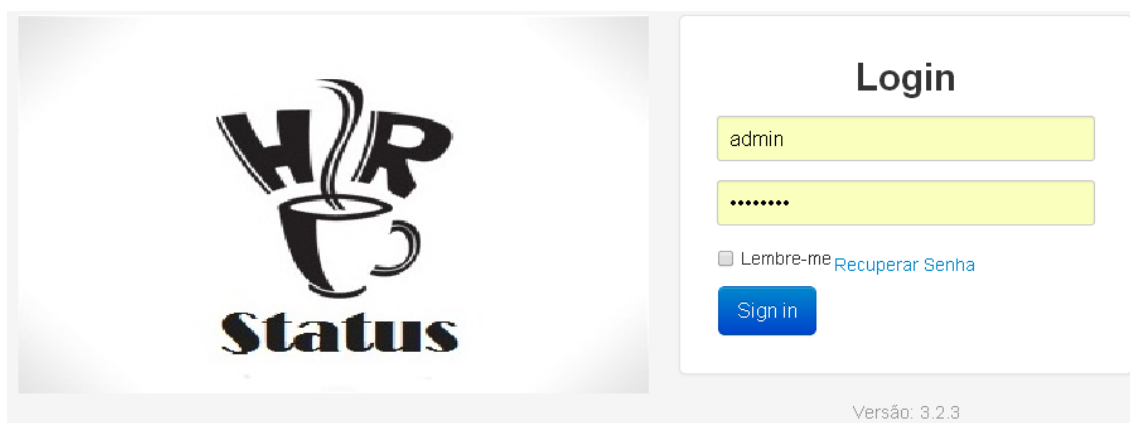 HR
Status
Login
admin
••••••••
Lembre-me Recuperar Senha
Sign in
Versão: 3.2.3